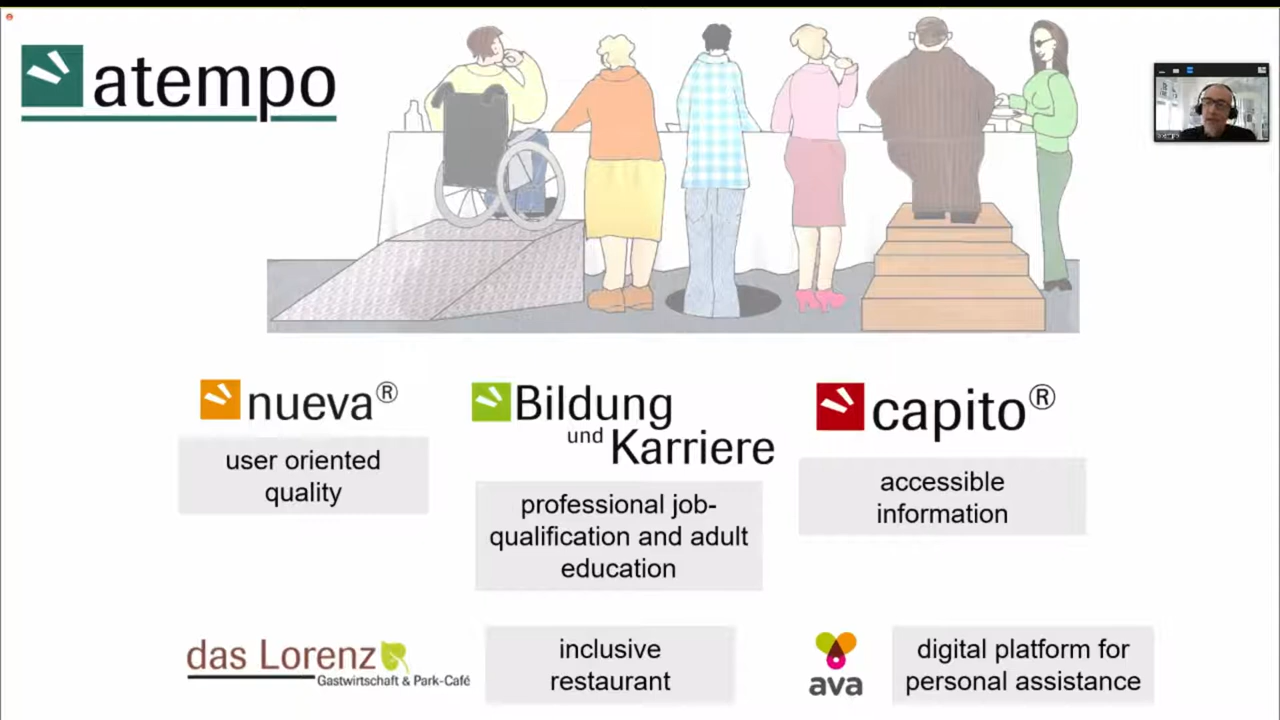 atempo
nueva®
user oriented
quality
Bildung
und Karriere
professional job-
qualification and adult
education
capito®
accessible
information
das Lorenz
Gastwirtschaft & Park-Café
inclusive
restaurant
ava
digital platform for
personal assistance